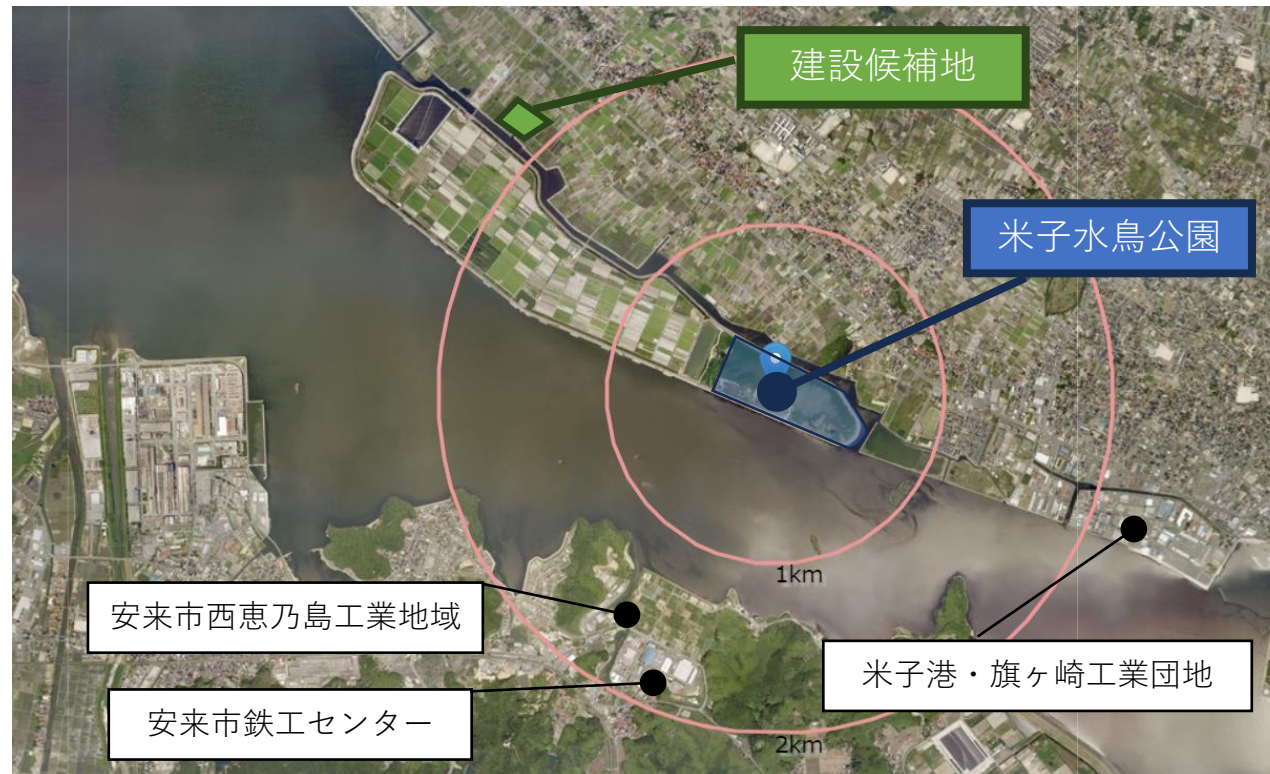 建設候補地
米子水鳥公園
1km
安来市西恵乃島工業地域
米子港・旗ヶ崎工業団地
安来市鉄工センター
2km